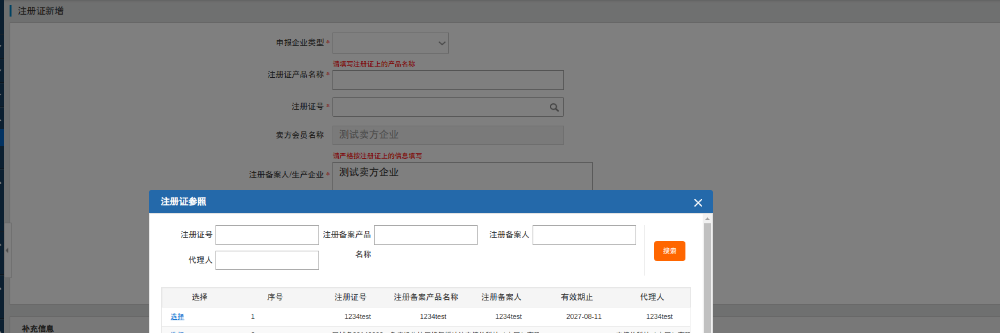 注册证新增
申报企业类型 *
请填写注册证上的产品名称
注册证产品名称 *
注册证号 *
卖方会员名称 测试卖方企业
请严格按注册证上的信息填写
注册备案人/生产企业 * 测试卖方企业
注册证参照
注册证号 注册备案产品名称 注册备案人
代理人
搜索
选择 序号 注册证号 注册备案产品名称 注册备案人 有效期止 代理人
选择 1 1234test 1234test 1234test 2027-08-11 1234test
补充信息